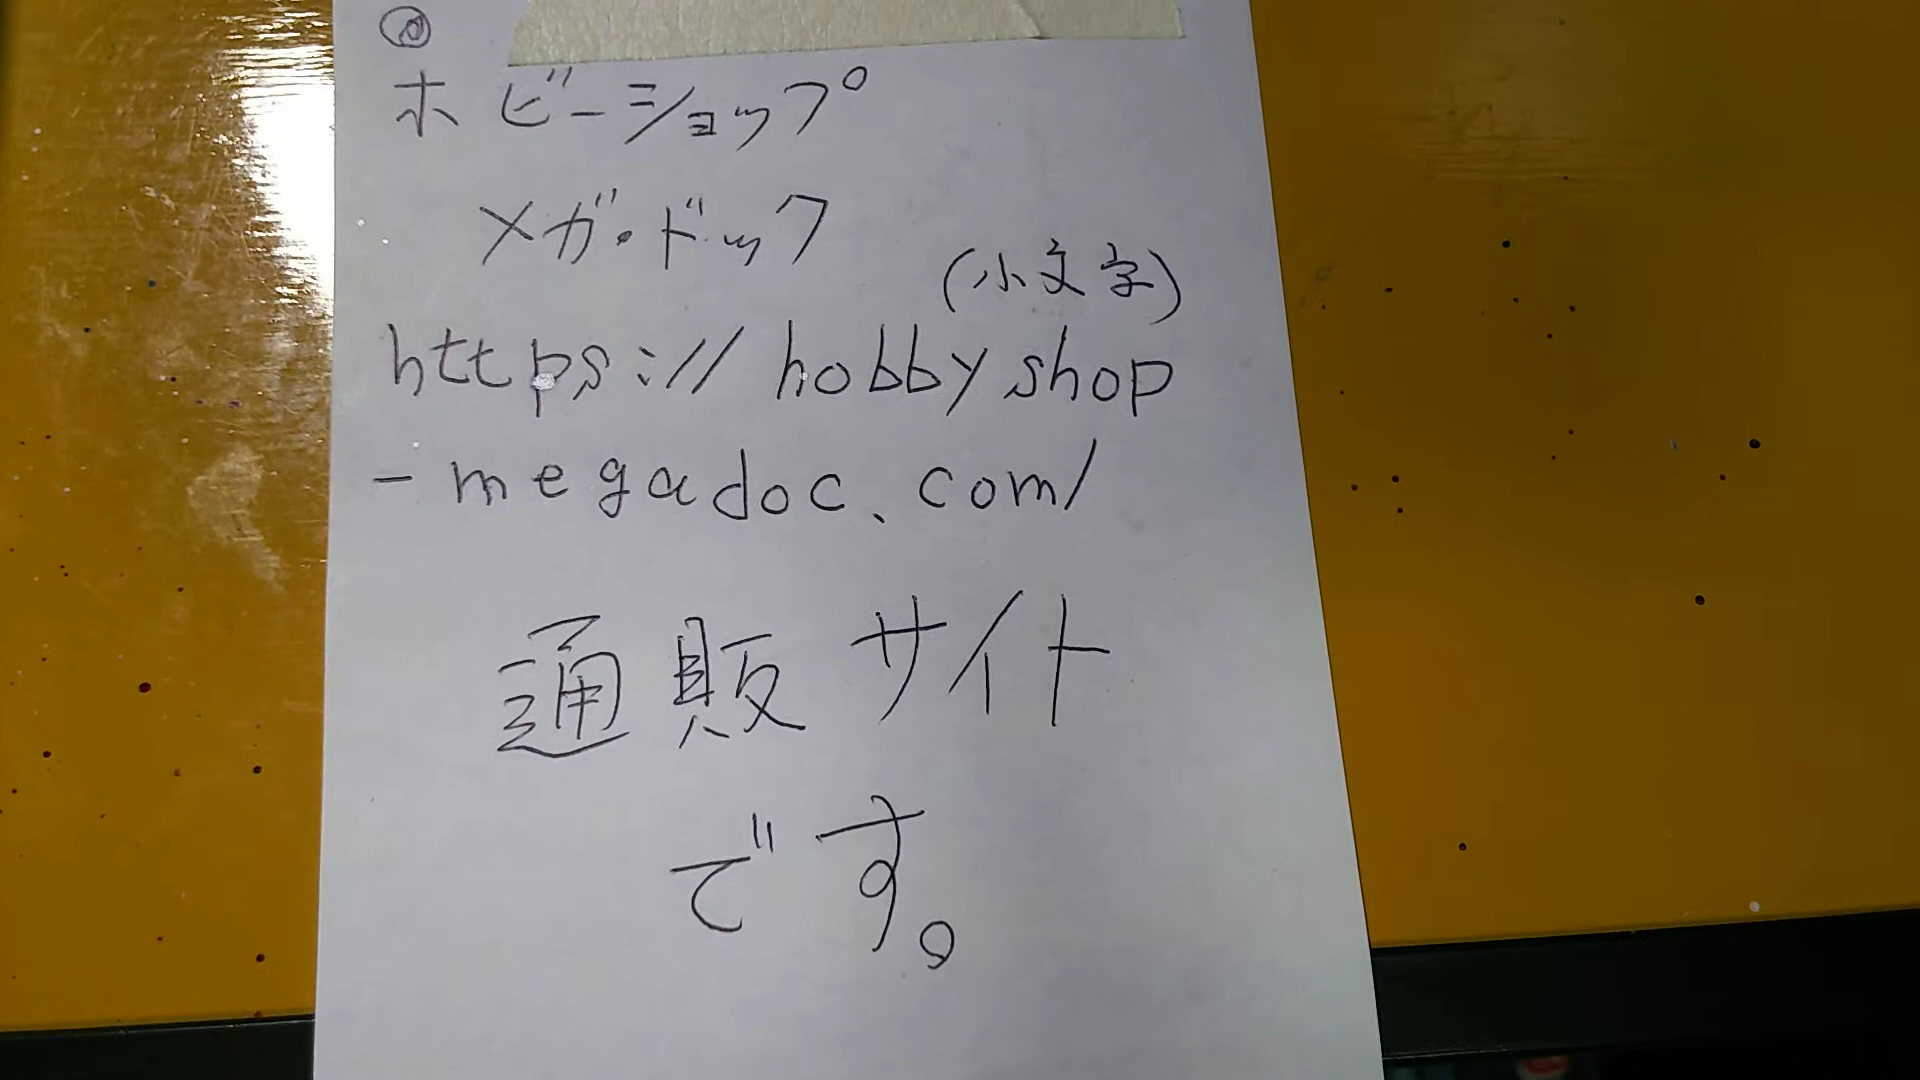 ホビーショップ
メガ・ドック
(小文字)
https://hobbyshop
-megadoc.com/
通販サイト
です。